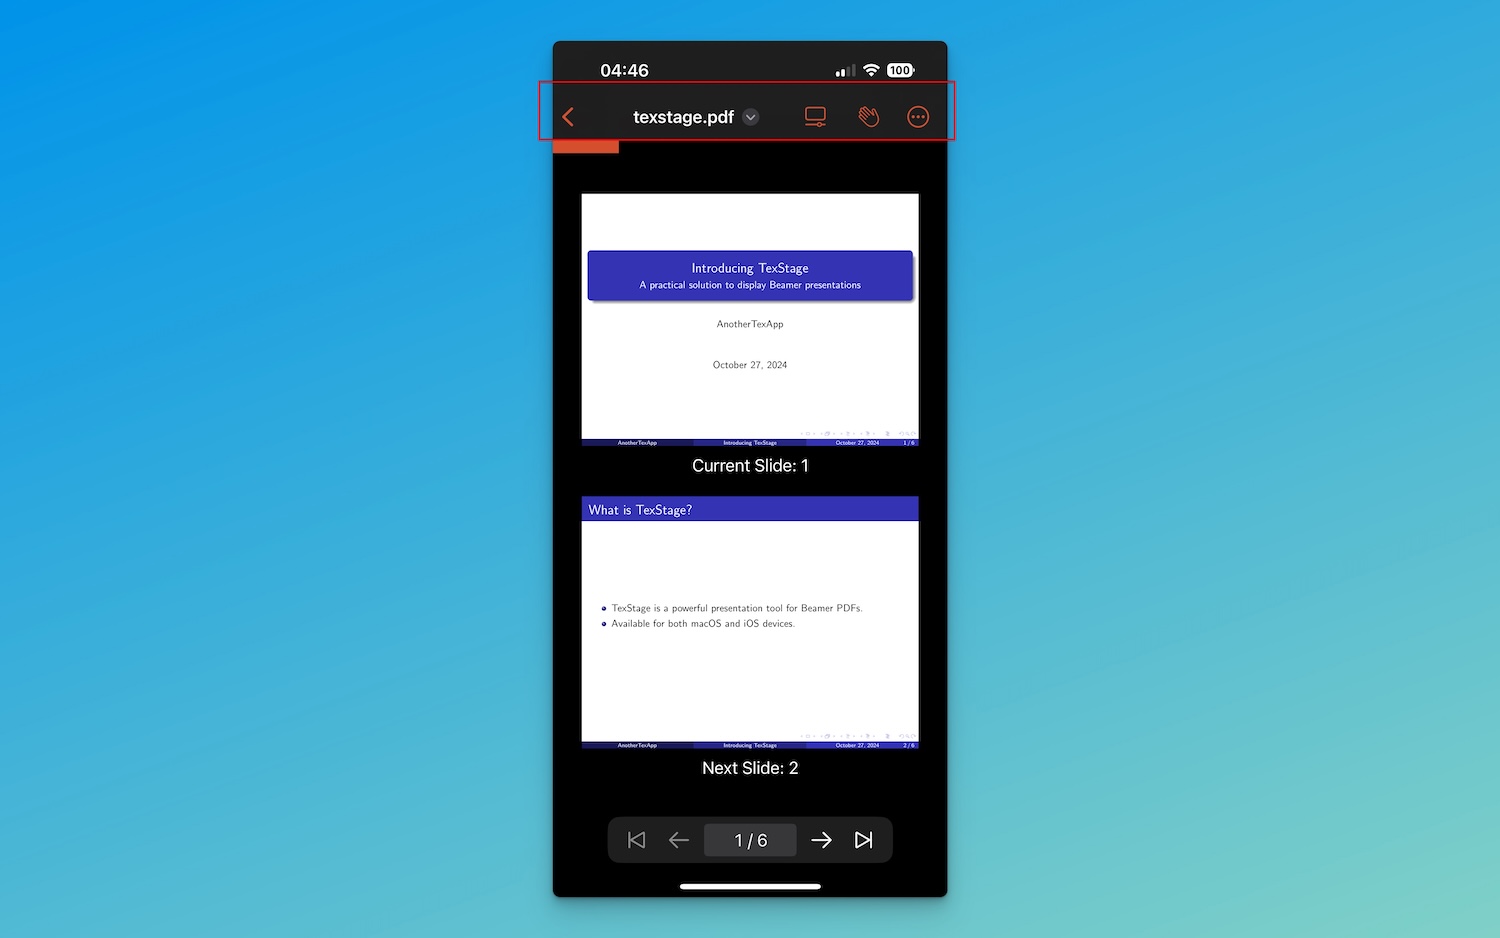 04:46
100
texstage.pdf
Introducing TexStage
A practical solution to display Beamer presentations
AnotherTexApp
October 27, 2024
AnotherTexApp Introducing TexStage October 27, 2024 1 / 6
Current Slide: 1
What is TexStage?
TexStage is a powerful presentation tool for Beamer PDFs.
Available for both macOS and iOS devices.
AnotherTexApp Introducing TexStage October 27, 2024 2 / 6
Next Slide: 2
1 / 6